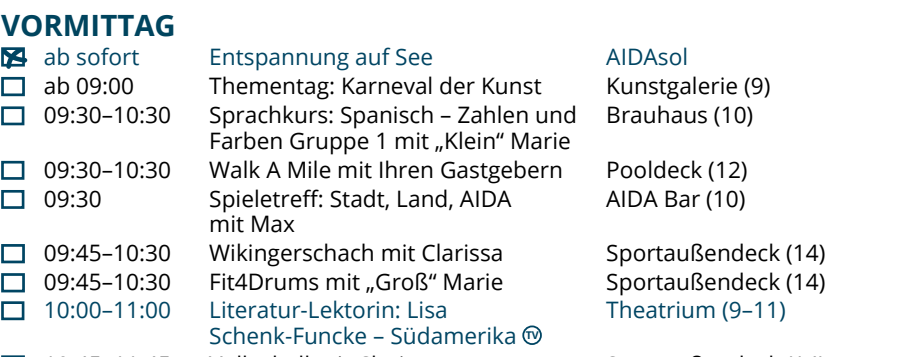 VORMITTAG
ab sofort Entspannung auf See AIDAsol
ab 09:00 Thementag: Karneval der Kunst Kunstgalerie (9)
09:30–10:30 Sprachkurs: Spanisch – Zahlen und Brauhaus (10)
Farben Gruppe 1 mit „Klein“ Marie
09:30–10:30 Walk A Mile mit Ihren Gastgebern Pooldeck (12)
09:30 Spieletreff: Stadt, Land, AIDA AIDA Bar (10)
mit Max
09:45–10:30 Wikingerschach mit Clarissa Sportaußendeck (14)
09:45–10:30 Fit4Drums mit „Groß“ Marie Sportaußendeck (14)
10:00–11:00 Literatur-Lektorin: Lisa Theatrium (9–11)
Schenk-Funcke – Südamerika TV